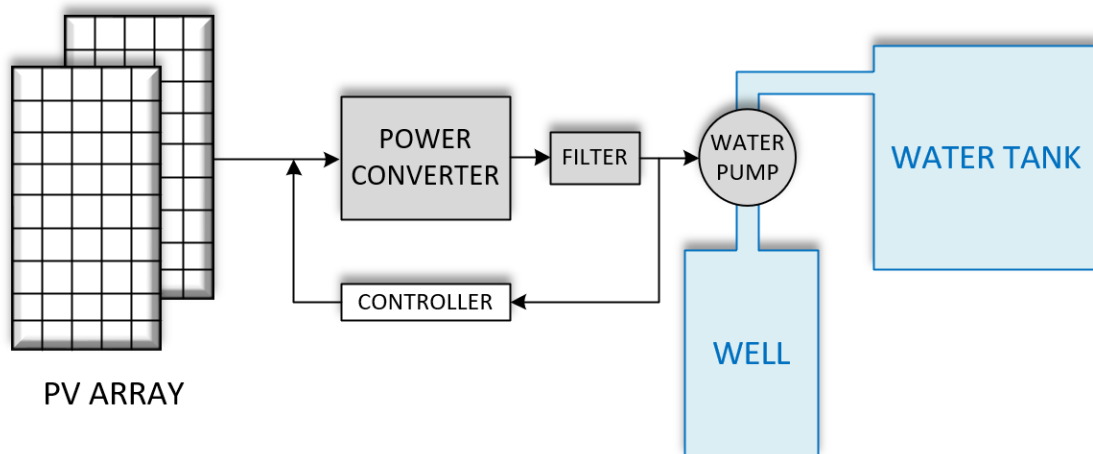 PV ARRAY
POWER
CONVERTER
FILTER
CONTROLLER
WATER
PUMP
WELL
WATER TANK